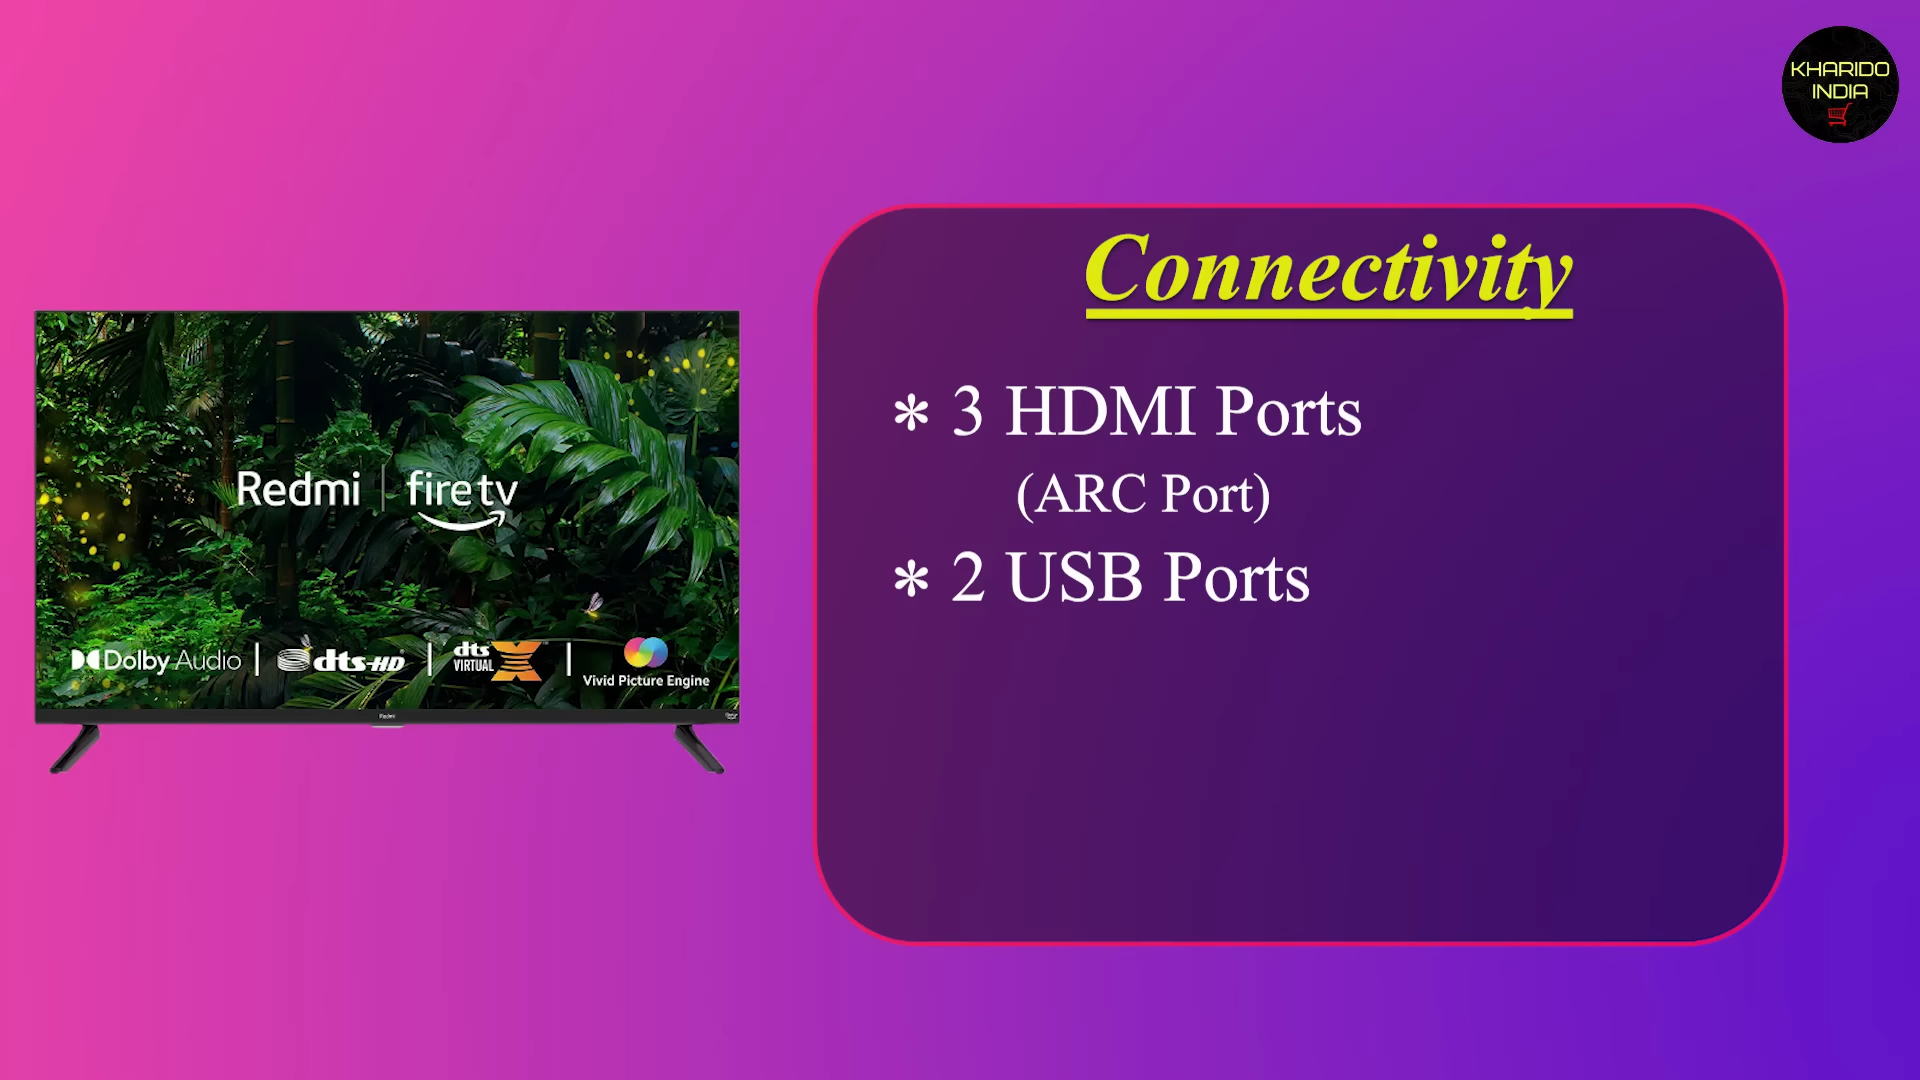 KHARIDO
INDIA
Connectivity
* 3 HDMI Ports
(ARC Port)
* 2 USB Ports
Redmi | fire tv
Dolby Audio | dts-HD | dts VIRTUAL X | Vivid Picture Engine
Redmi